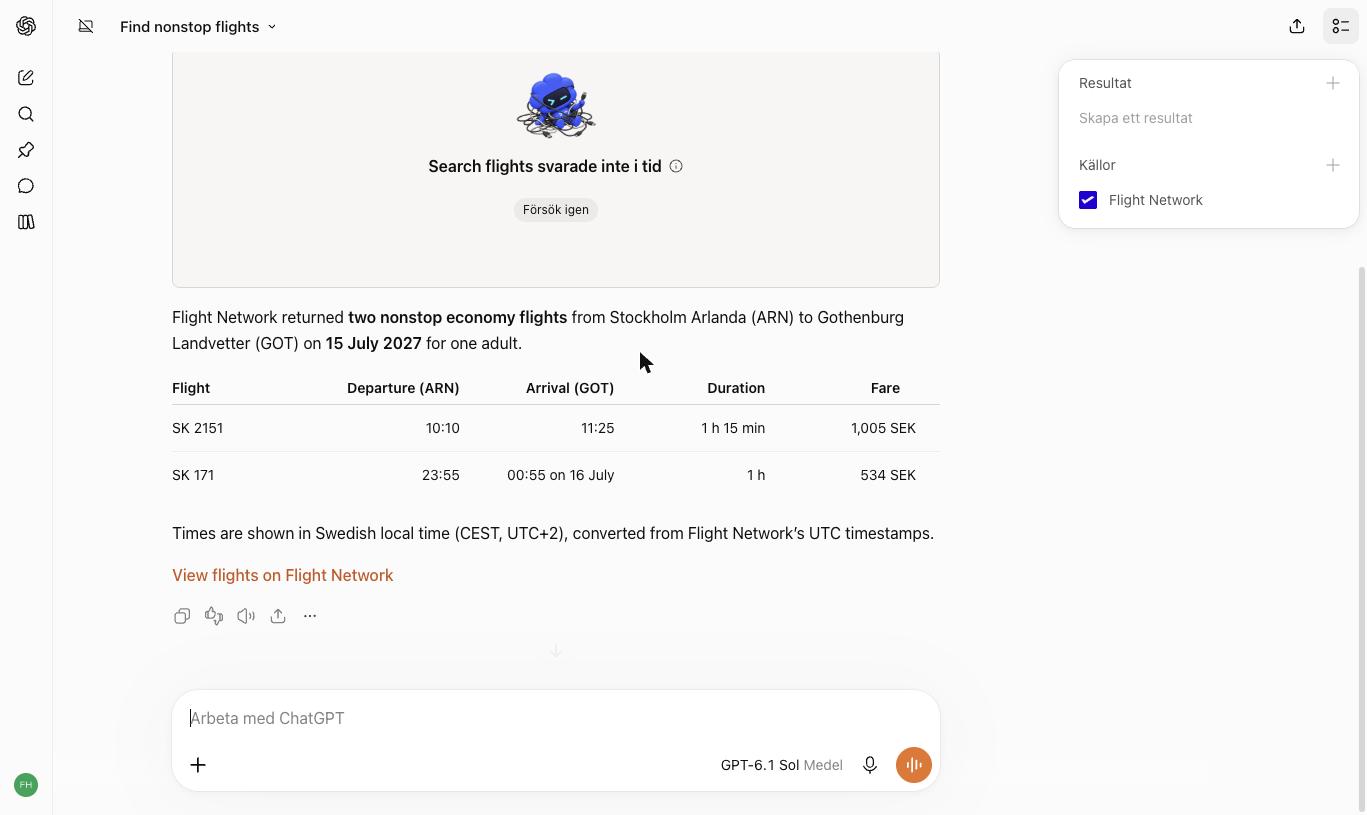 Find nonstop flights
Resultat
Skapa ett resultat
Källor
Flight Network
Search flights svarade inte i tid
Försök igen
Flight Network returned two nonstop economy flights from Stockholm Arlanda (ARN) to Gothenburg
Landvetter (GOT) on 15 July 2027 for one adult.
Flight Departure (ARN) Arrival (GOT) Duration Fare
SK 2151 10:10 11:25 1 h 15 min 1,005 SEK
SK 171 23:55 00:55 on 16 July 1 h 534 SEK
Times are shown in Swedish local time (CEST, UTC+2), converted from Flight Network’s UTC timestamps.
View flights on Flight Network
Arbeta med ChatGPT
GPT-6.1 Sol Medel
FH